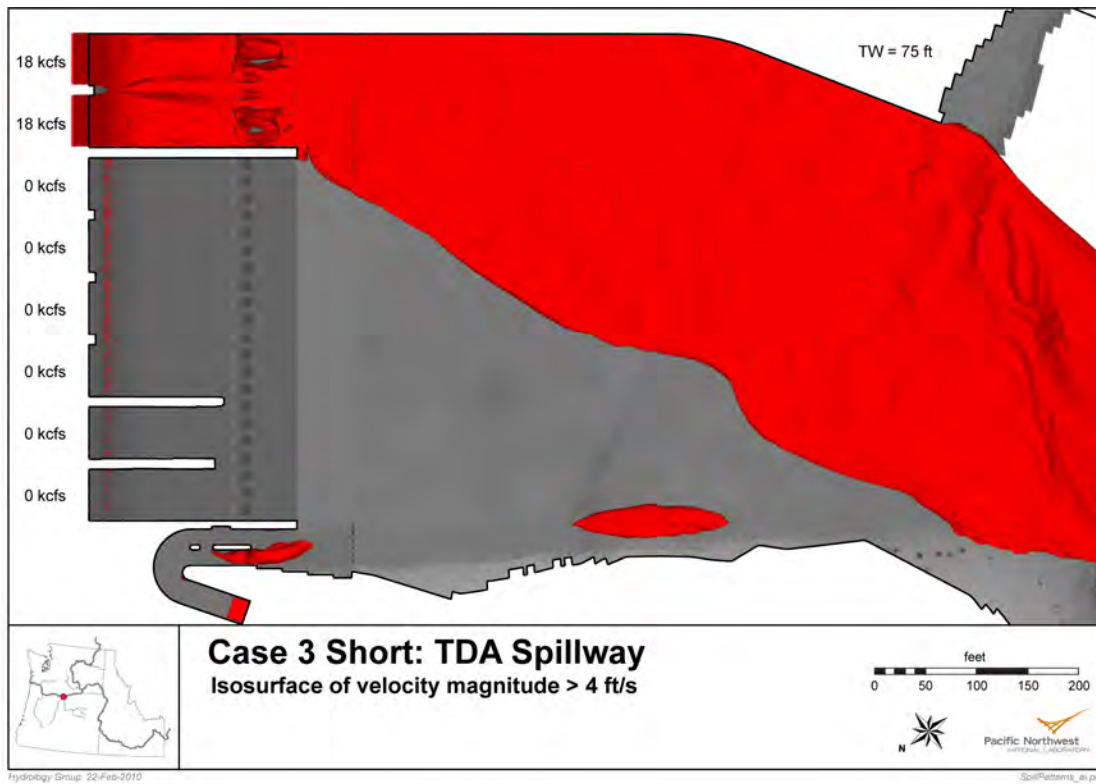 18 kcfs
TW = 75 ft
18 kcfs
0 kcfs
0 kcfs
0 kcfs
0 kcfs
0 kcfs
0 kcfs
Case 3 Short: TDA Spillway
Isosurface of velocity magnitude > 4 ft/s
feet
0 50 100 150 200
N
Pacific Northwest
NATIONAL LABORATORY
Hydrology Group: 22-Feb-2010